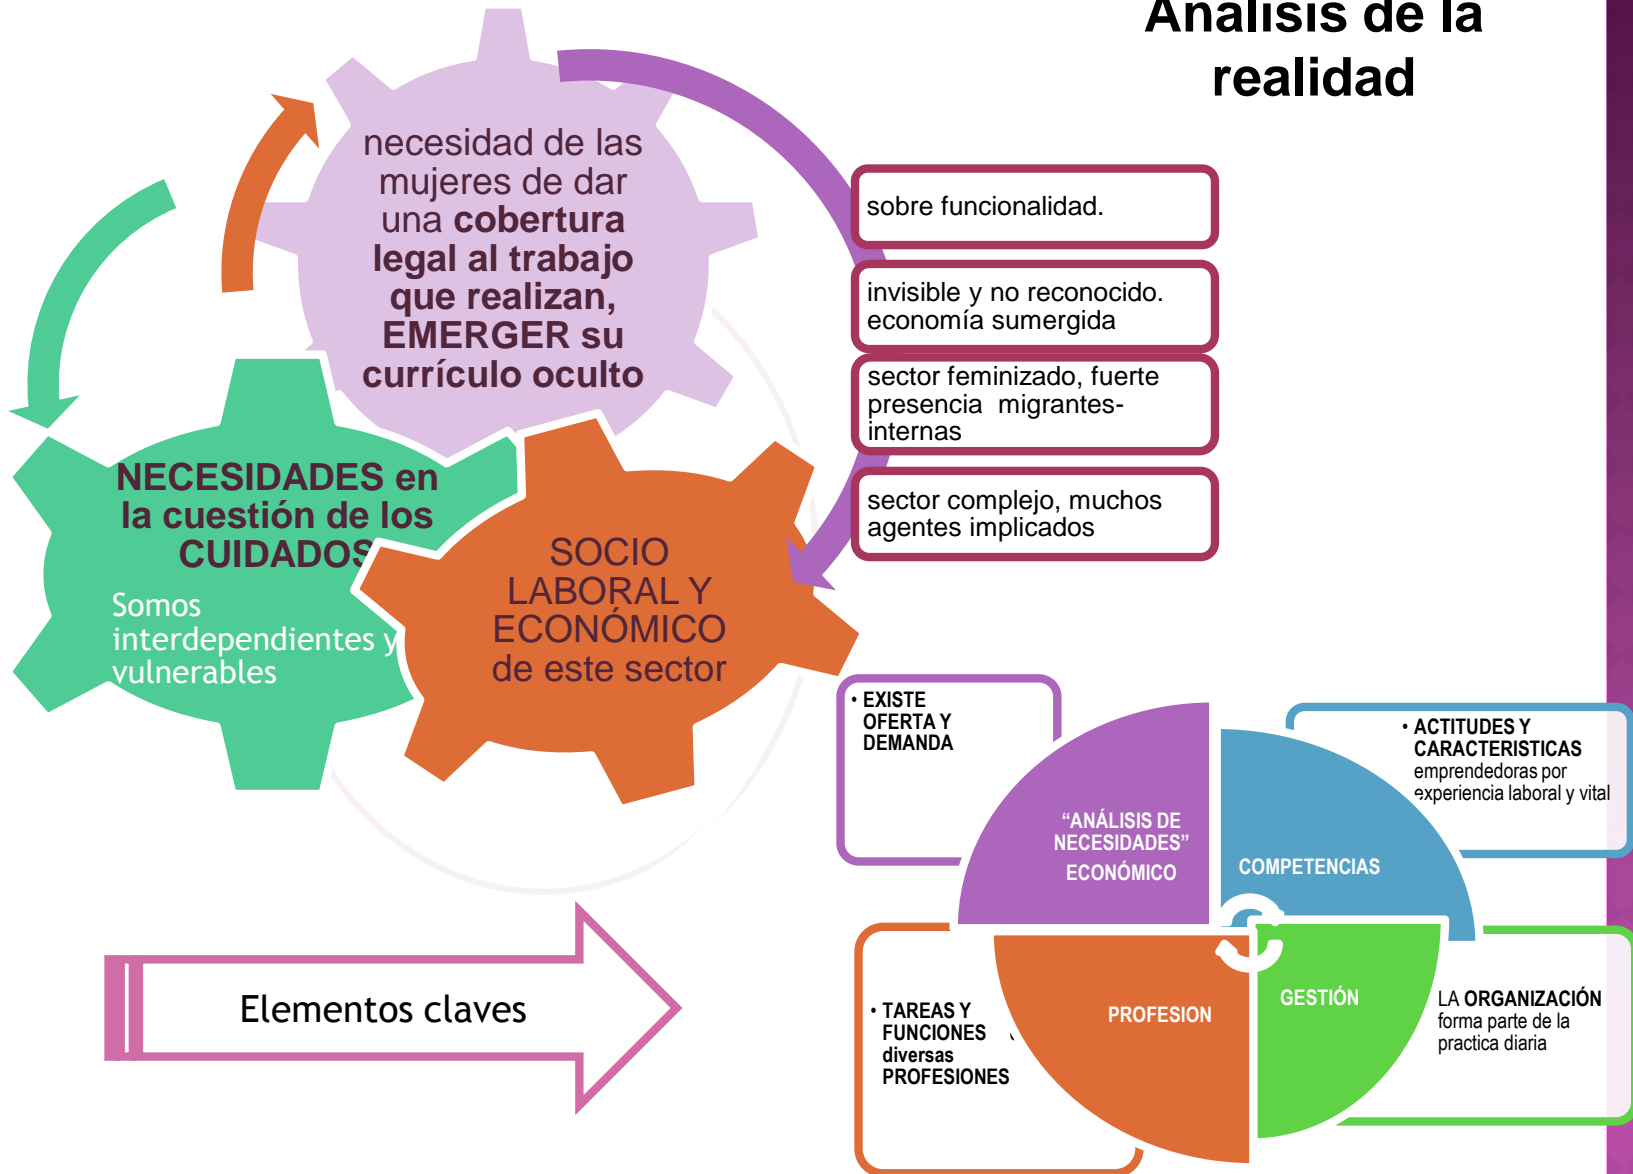 Análisis de la
realidad
necesidad de las
mujeres de dar
una cobertura
legal al trabajo
que realizan,
EMERGER su
currículo oculto
NECESIDADES en
la cuestión de los
CUIDADOS
Somos
interdependientes y
vulnerables
SOCIO
LABORAL Y
ECONÓMICO
de este sector
sobre funcionalidad.
invisible y no reconocido.
economía sumergida
sector feminizado, fuerte
presencia migrantes-
internas
sector complejo, muchos
agentes implicados
Elementos claves
• EXISTE
OFERTA Y
DEMANDA
“ANÁLISIS DE
NECESIDADES”
ECONÓMICO
• ACTITUDES Y
CARACTERISTICAS
emprendedoras por
experiencia laboral y vital
COMPETENCIAS
• TAREAS Y
FUNCIONES
diversas
PROFESIONES
PROFESION
GESTIÓN
LA ORGANIZACIÓN
forma parte de la
practica diaria